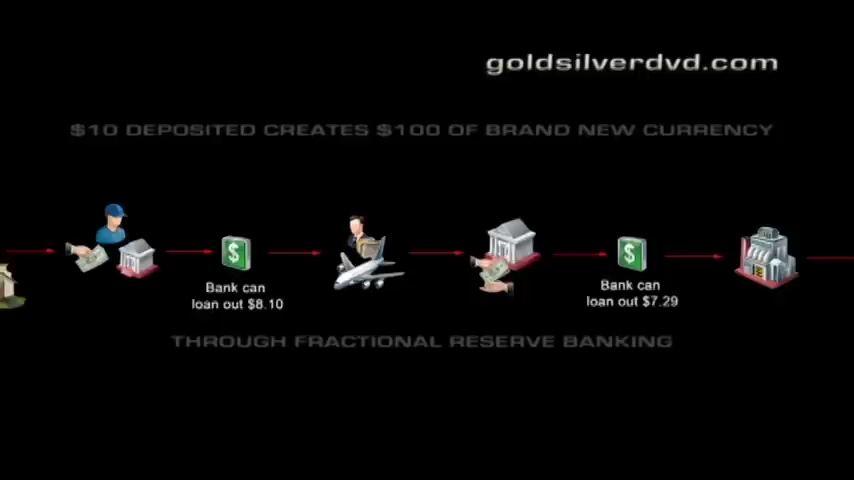 goldsilverdvd.com
$10 DEPOSITED CREATES $100 OF BRAND NEW CURRENCY
Bank can
loan out $8.10
Bank can
loan out $7.29
THROUGH FRACTIONAL RESERVE BANKING